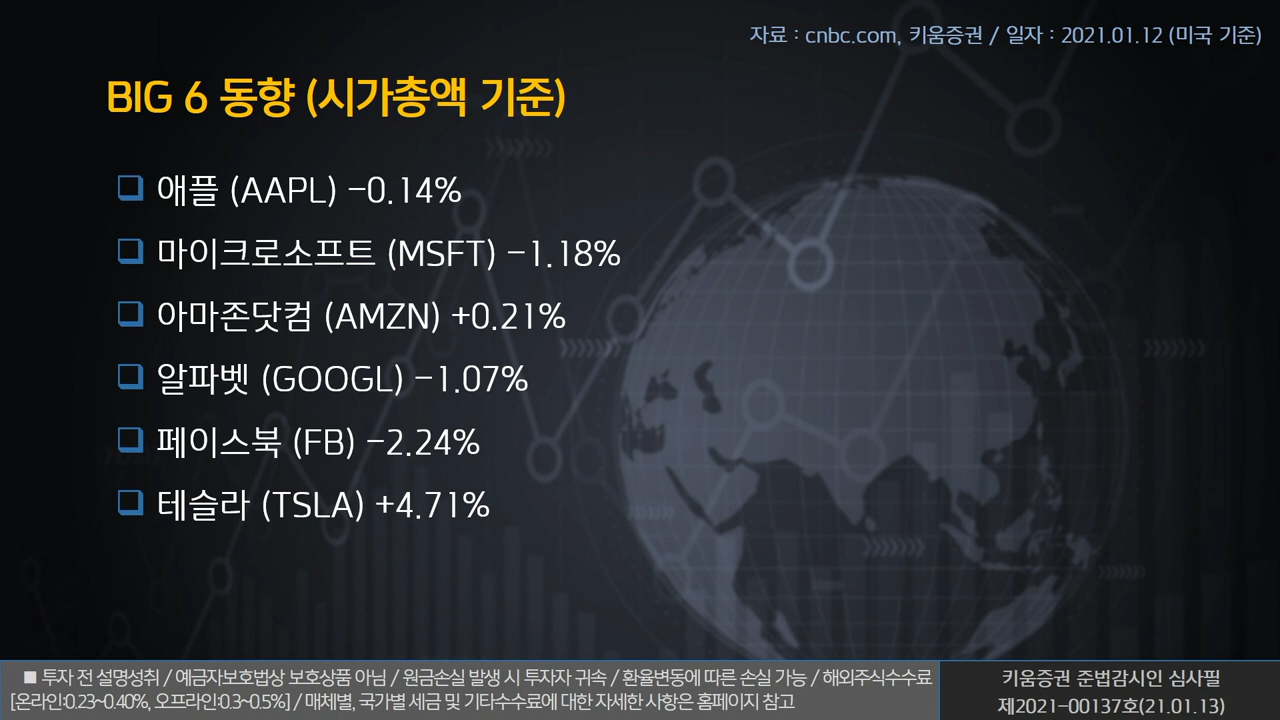 자료 : cnbc.com, 키움증권 / 일자 : 2021.01.12 (미국 기준)
BIG 6 동향 (시가총액 기준)
애플 (AAPL) -0.14%
마이크로소프트 (MSFT) -1.18%
아마존닷컴 (AMZN) +0.21%
알파벳 (GOOGL) -1.07%
페이스북 (FB) -2.24%
테슬라 (TSLA) +4.71%
■ 투자 전 설명성취 / 예금자보호법상 보호상품 아님 / 원금손실 발생 시 투자자 귀속 / 환율변동에 따른 손실 가능 / 해외주식수수료
[온라인:0.23~0.40%, 오프라인:0.3~0.5%] / 매체별, 국가별 세금 및 기타수수료에 대한 자세한 사항은 홈페이지 참고
키움증권 준법감시인 심사필
제2021-00137호(21.01.13)